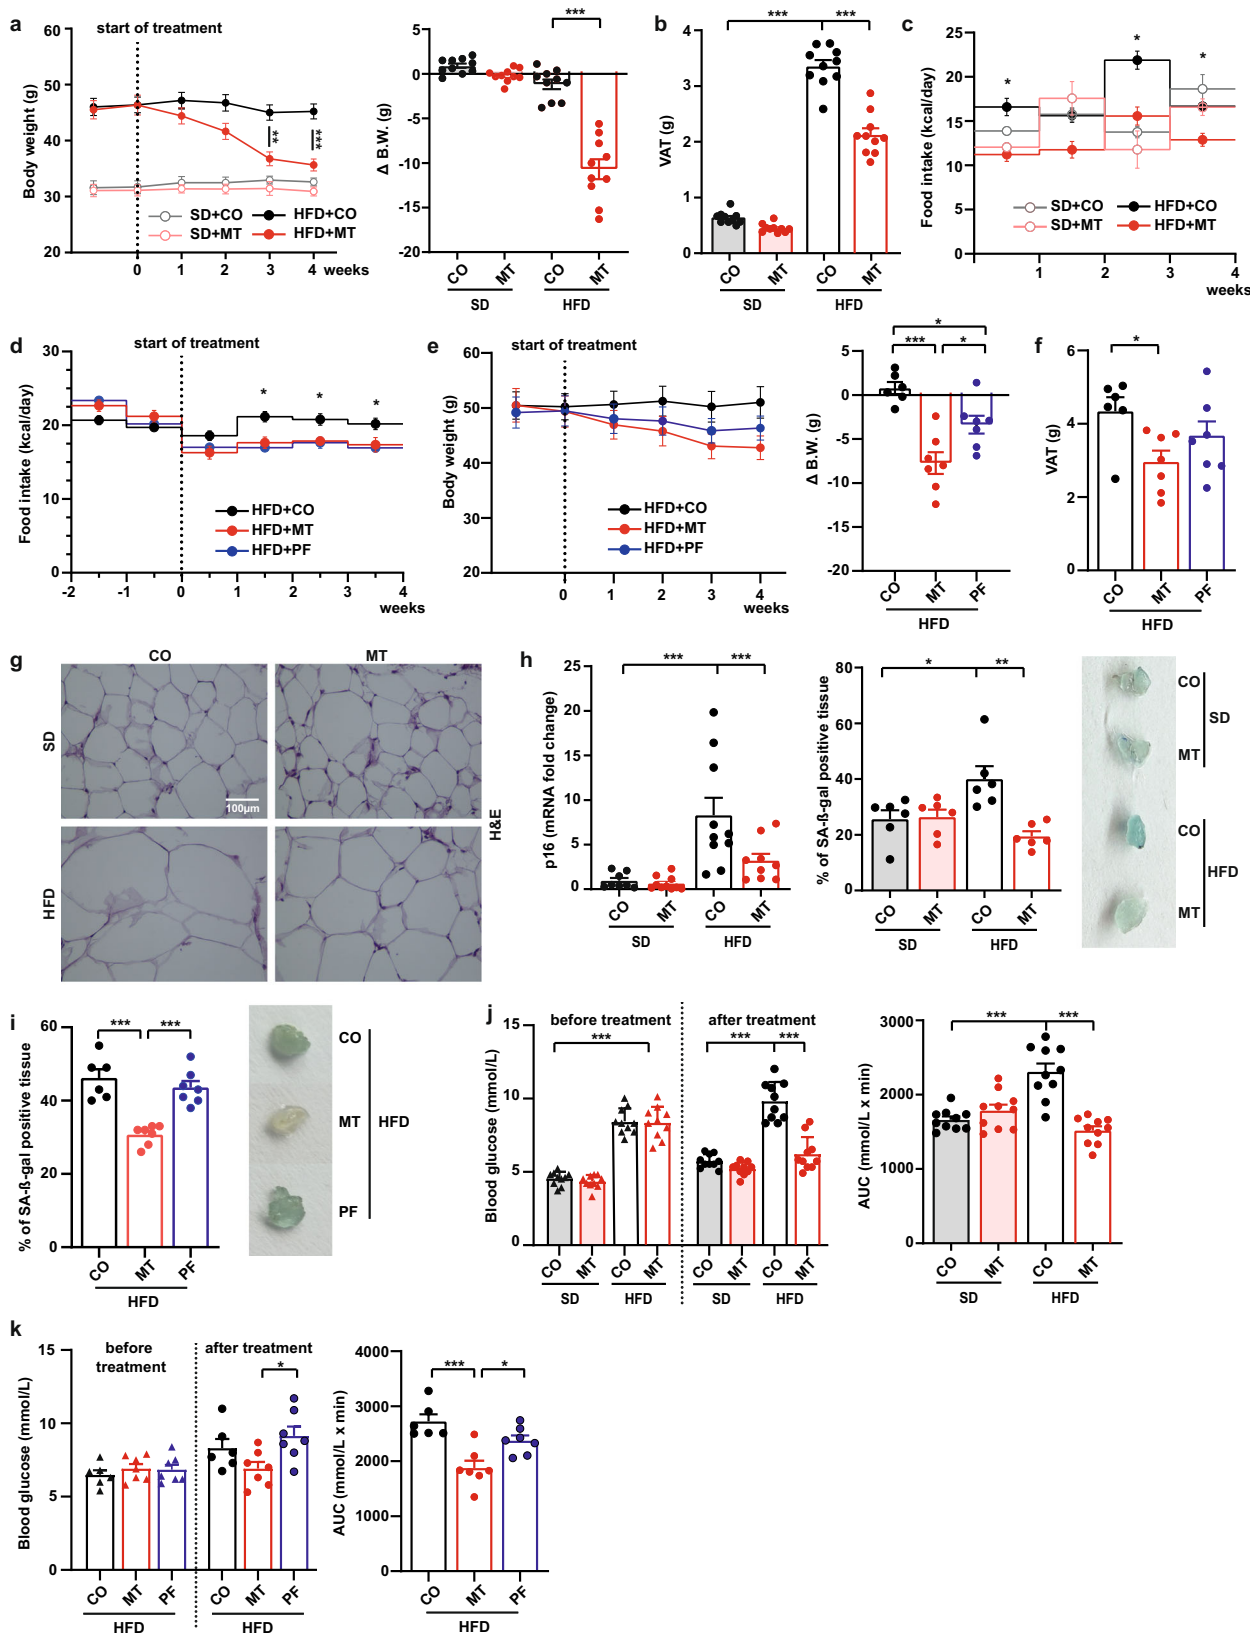 a
start of treatment
Body weight (g)
60
50
40
30
20
**
***
SD+CO
HFD+CO
SD+MT
HFD+MT
0 1 2 3 4 weeks
***
Δ B.W. (g)
5
0
-5
-10
-15
-20
CO MT CO MT
SD HFD
b
*** ***
VAT (g)
4
3
2
1
0
CO MT CO MT
SD HFD
c
Food intake (kcal/day)
25
20
15
10
5
0
* * *
SD+CO HFD+CO
SD+MT HFD+MT
1 2 3 4
weeks
d
start of treatment
Food intake (kcal/day)
30
20
10
0
* * *
HFD+CO
HFD+MT
HFD+PF
-2 -1 0 1 2 3 4
weeks
e
start of treatment
Body weight (g)
60
50
40
30
20
HFD+CO
HFD+MT
HFD+PF
0 1 2 3 4
weeks
*
*** *
Δ B.W. (g)
5
0
-5
-10
-15
-20
CO MT PF
HFD
f
*
VAT (g)
6
4
2
0
CO MT PF
HFD
g
CO MT
SD
HFD
100µm
H&E
h
*** ***
p16 (mRNA fold change)
25
20
15
10
5
0
CO MT CO MT
SD HFD
* **
% of SA-ß-gal positive tissue
80
60
40
20
0
CO MT CO MT
SD HFD
CO
SD
MT
CO
HFD
MT
i
*** ***
% of SA-ß-gal positive tissue
60
40
20
0
CO MT PF
HFD
CO
MT HFD
PF
j
before treatment after treatment
*** *** ***
Blood glucose (mmol/L)
15
10
5
0
CO MT CO MT CO MT CO MT
SD HFD SD HFD
*** ***
AUC (mmol/L x min)
3000
2000
1000
0
CO MT CO MT
SD HFD
k
before
treatment
after treatment
*
Blood glucose (mmol/L)
15
10
5
0
CO MT PF CO MT PF
HFD HFD
*** *
AUC (mmol/L x min)
4000
3000
2000
1000
0
CO MT PF
HFD